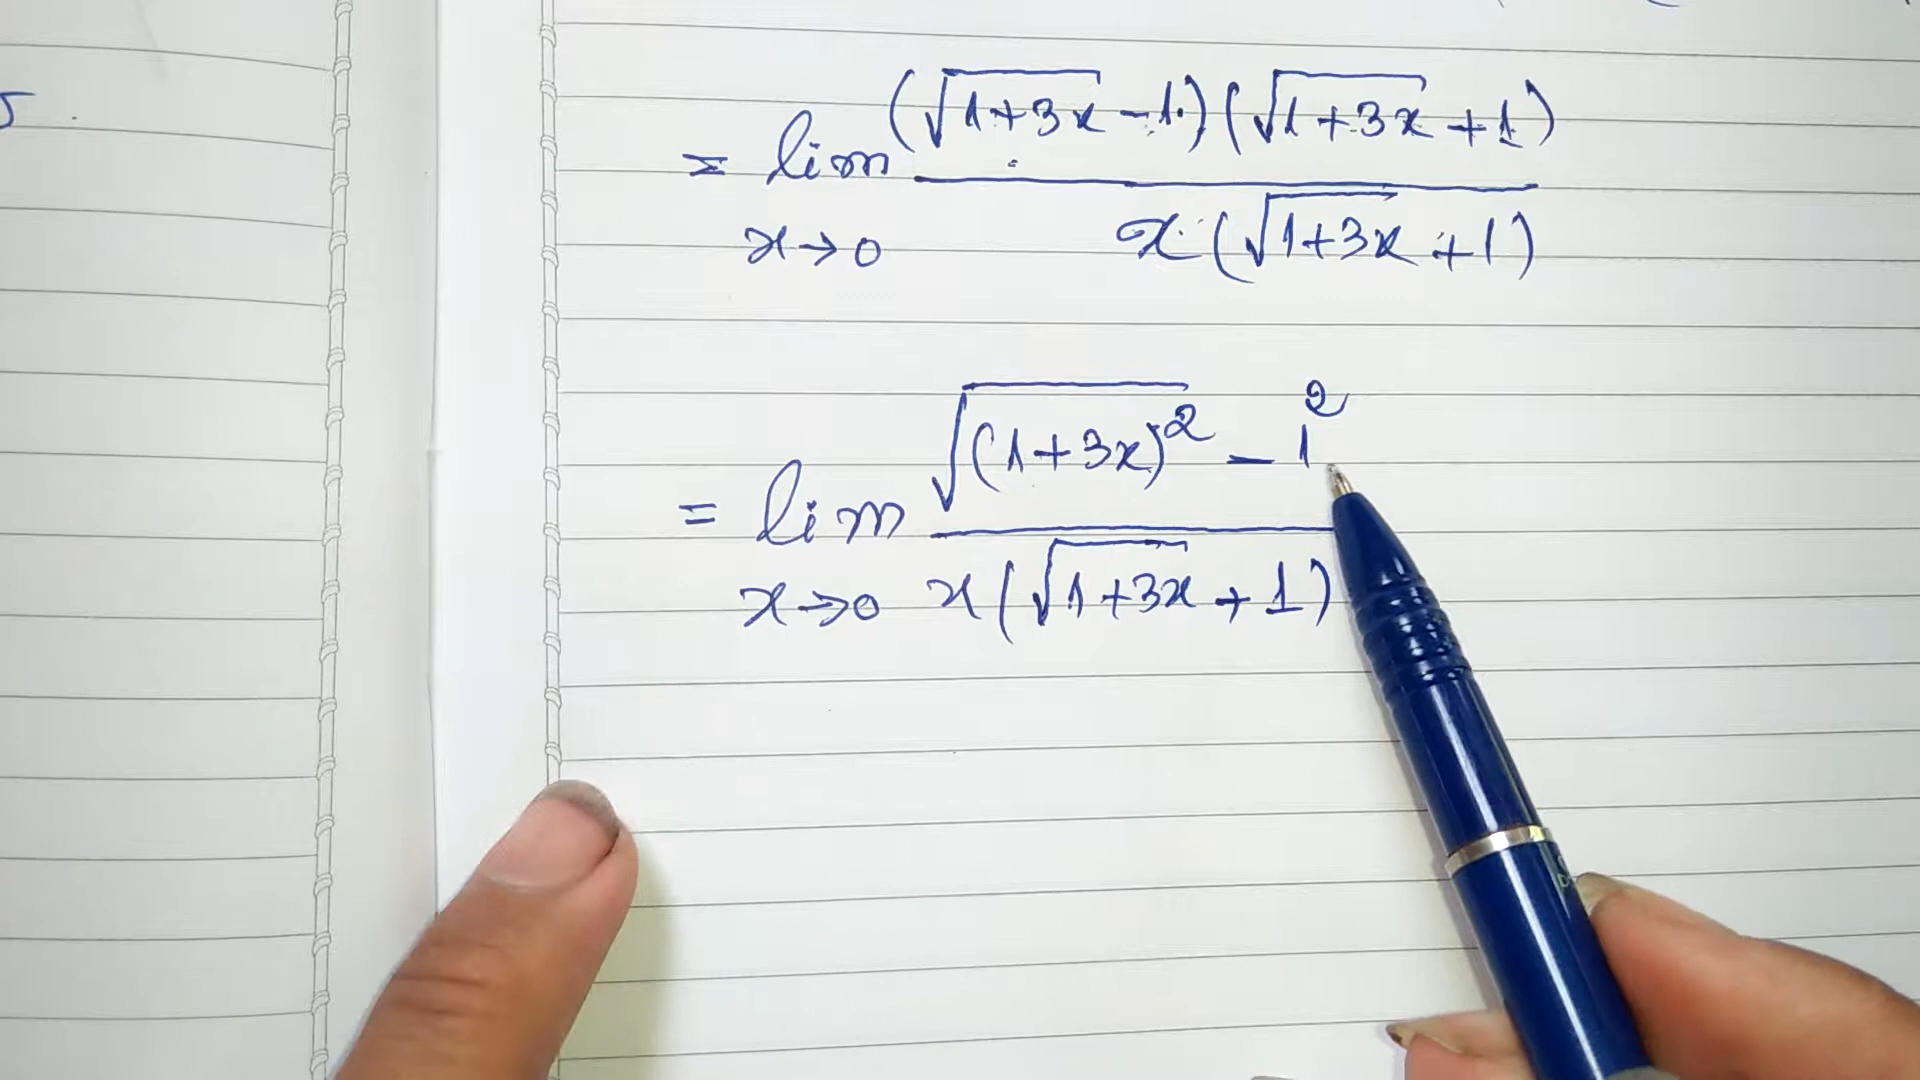 5.
(√1+3x - 1)(√1+3x + 1)
= lim
x→0 x(√1+3x + 1)
√(1+3x)² - 1²
= lim
x→0 x(√1+3x + 1)